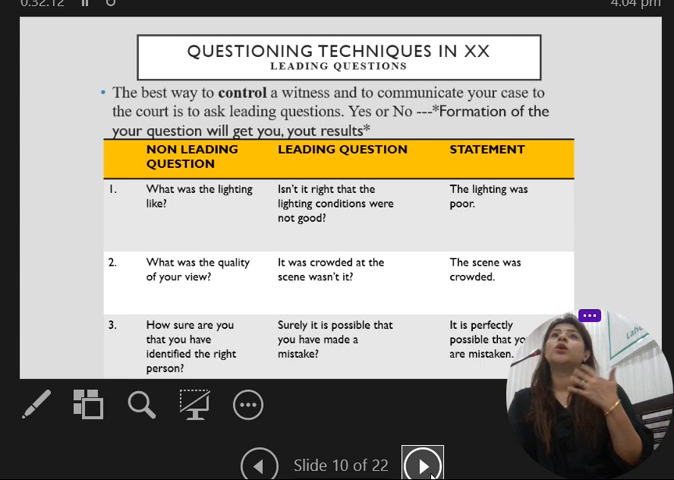 0:32:12
4:04 pm
QUESTIONING TECHNIQUES IN XX
LEADING QUESTIONS
• The best way to control a witness and to communicate your case to
the court is to ask leading questions. Yes or No ---*Formation of the
your question will get you, yout results*
NON LEADING
QUESTION
LEADING QUESTION
STATEMENT
1.
What was the lighting
like?
Isn't it right that the
lighting conditions were
not good?
The lighting was
poor.
2.
What was the quality
of your view?
It was crowded at the
scene wasn't it?
The scene was
crowded.
3.
How sure are you
that you have
identified the right
person?
Surely it is possible that
you have made a
mistake?
It is perfectly
possible that
are mistaken.
Slide 10 of 22